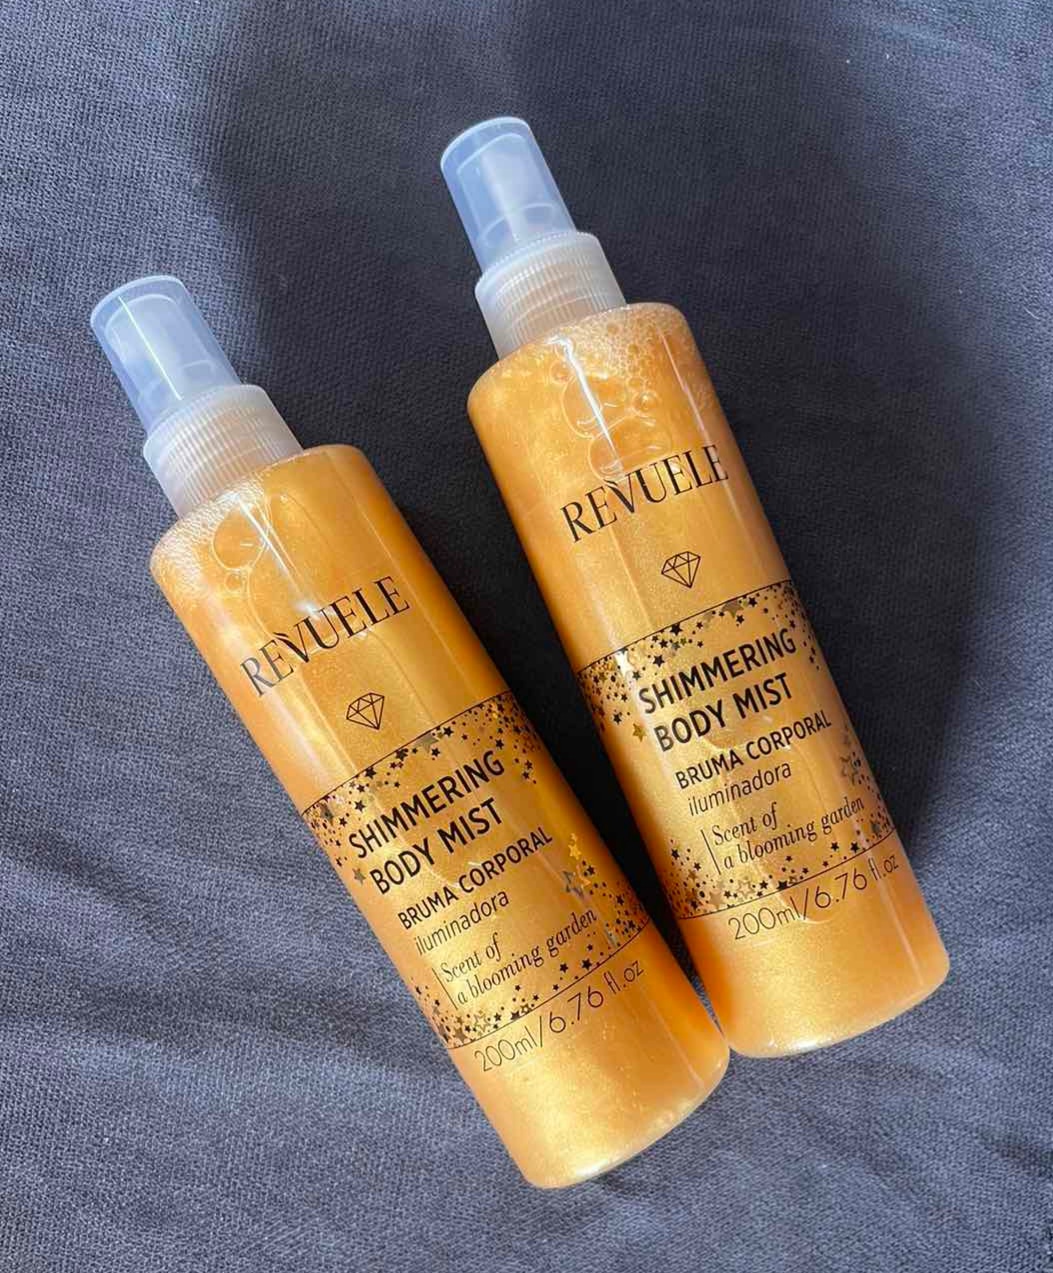 REVUELE
SHIMMERING
BODY MIST
BRUMA CORPORAL
iluminadora
Scent of
a blooming garden
200ml/6.76 fl.oz
REVUELE
SHIMMERING
BODY MIST
BRUMA CORPORAL
iluminadora
Scent of
a blooming garden
200ml/6.76 fl.oz